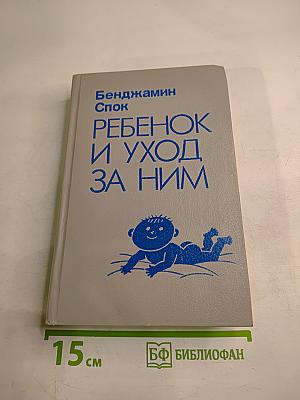 Бенджамин
Спок
РЕБЕНОК
И УХОД
ЗА НИМ
15 см
БФ БИБЛИОФАН